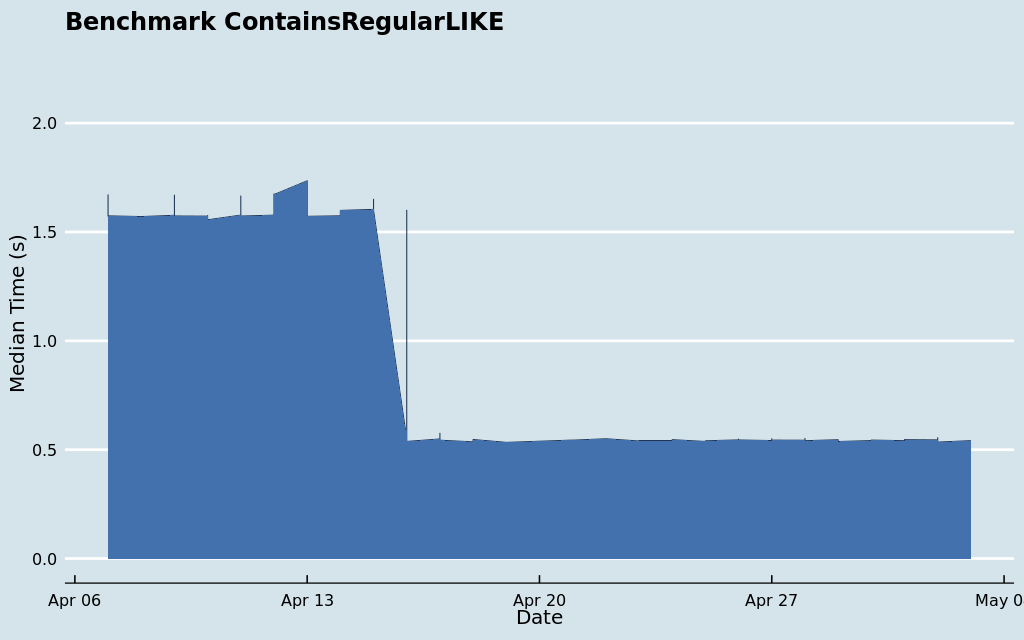 Benchmark ContainsRegularLIKE
Median Time (s)
2.0
1.5
1.0
0.5
0.0
Apr 06 Apr 13 Apr 20 Apr 27 May 0
Date